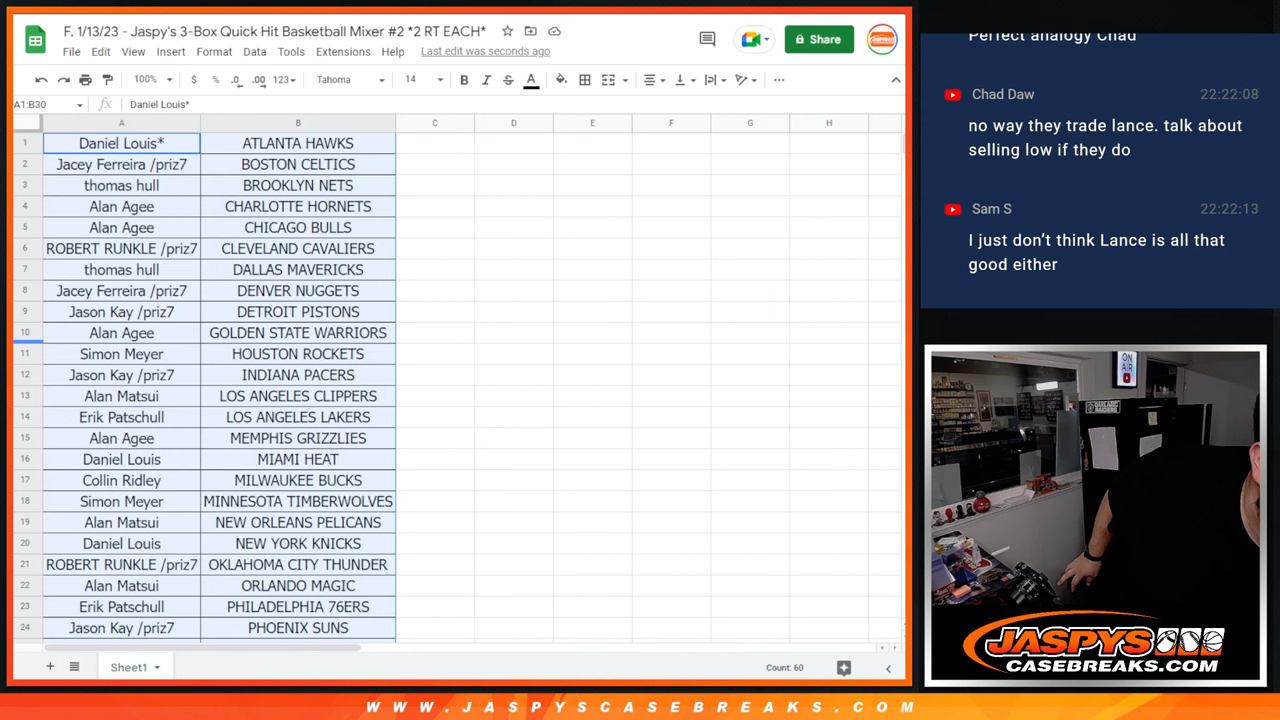 F. 1/13/23 - Jaspy's 3-Box Quick Hit Basketball Mixer #2 *2 RT EACH*
File Edit View Insert Format Data Tools Extensions Help Last edit was seconds ago
Share
100% $ % .0 .00 123 Tahoma 14 B I S A
A1:B30 fx Daniel Louis*
A B C D E F G H
1 Daniel Louis* ATLANTA HAWKS
2 Jacey Ferreira /priz7 BOSTON CELTICS
3 thomas hull BROOKLYN NETS
4 Alan Agee CHARLOTTE HORNETS
5 Alan Agee CHICAGO BULLS
6 ROBERT RUNKLE /priz7 CLEVELAND CAVALIERS
7 thomas hull DALLAS MAVERICKS
8 Jacey Ferreira /priz7 DENVER NUGGETS
9 Jason Kay /priz7 DETROIT PISTONS
10 Alan Agee GOLDEN STATE WARRIORS
11 Simon Meyer HOUSTON ROCKETS
12 Jason Kay /priz7 INDIANA PACERS
13 Alan Matsui LOS ANGELES CLIPPERS
14 Erik Patschull LOS ANGELES LAKERS
15 Alan Agee MEMPHIS GRIZZLIES
16 Daniel Louis MIAMI HEAT
17 Collin Ridley MILWAUKEE BUCKS
18 Simon Meyer MINNESOTA TIMBERWOLVES
19 Alan Matsui NEW ORLEANS PELICANS
20 Daniel Louis NEW YORK KNICKS
21 ROBERT RUNKLE /priz7 OKLAHOMA CITY THUNDER
22 Alan Matsui ORLANDO MAGIC
23 Erik Patschull PHILADELPHIA 76ERS
24 Jason Kay /priz7 PHOENIX SUNS
Sheet1
Count: 60
Perfect analogy Chad
Chad Daw 22:22:08
no way they trade lance. talk about
selling low if they do
Sam S 22:22:13
I just don't think Lance is all that
good either
ON
AIR
JASPYS
CASEBREAKS.COM
WWW.JASPYSCASEBREAKS.COM